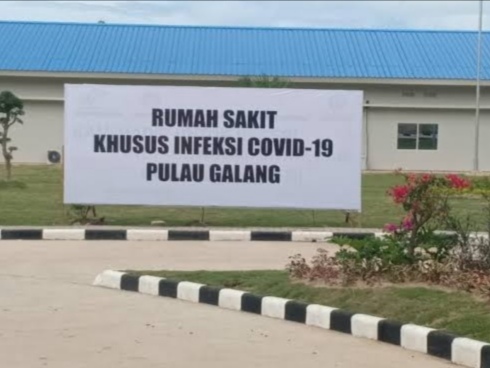 RUMAH SAKIT
KHUSUS INFEKSI COVID-19
PULAU GALANG